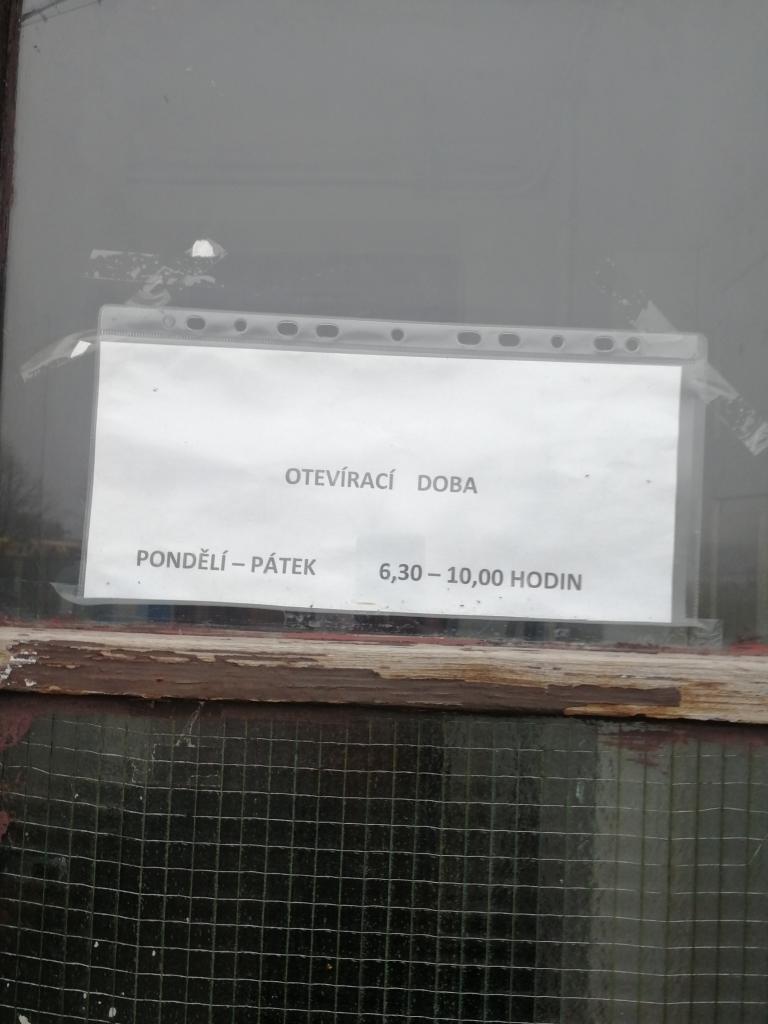 OTEVÍRACÍ DOBA
PONDĚLÍ – PÁTEK 6,30 – 10,00 HODIN